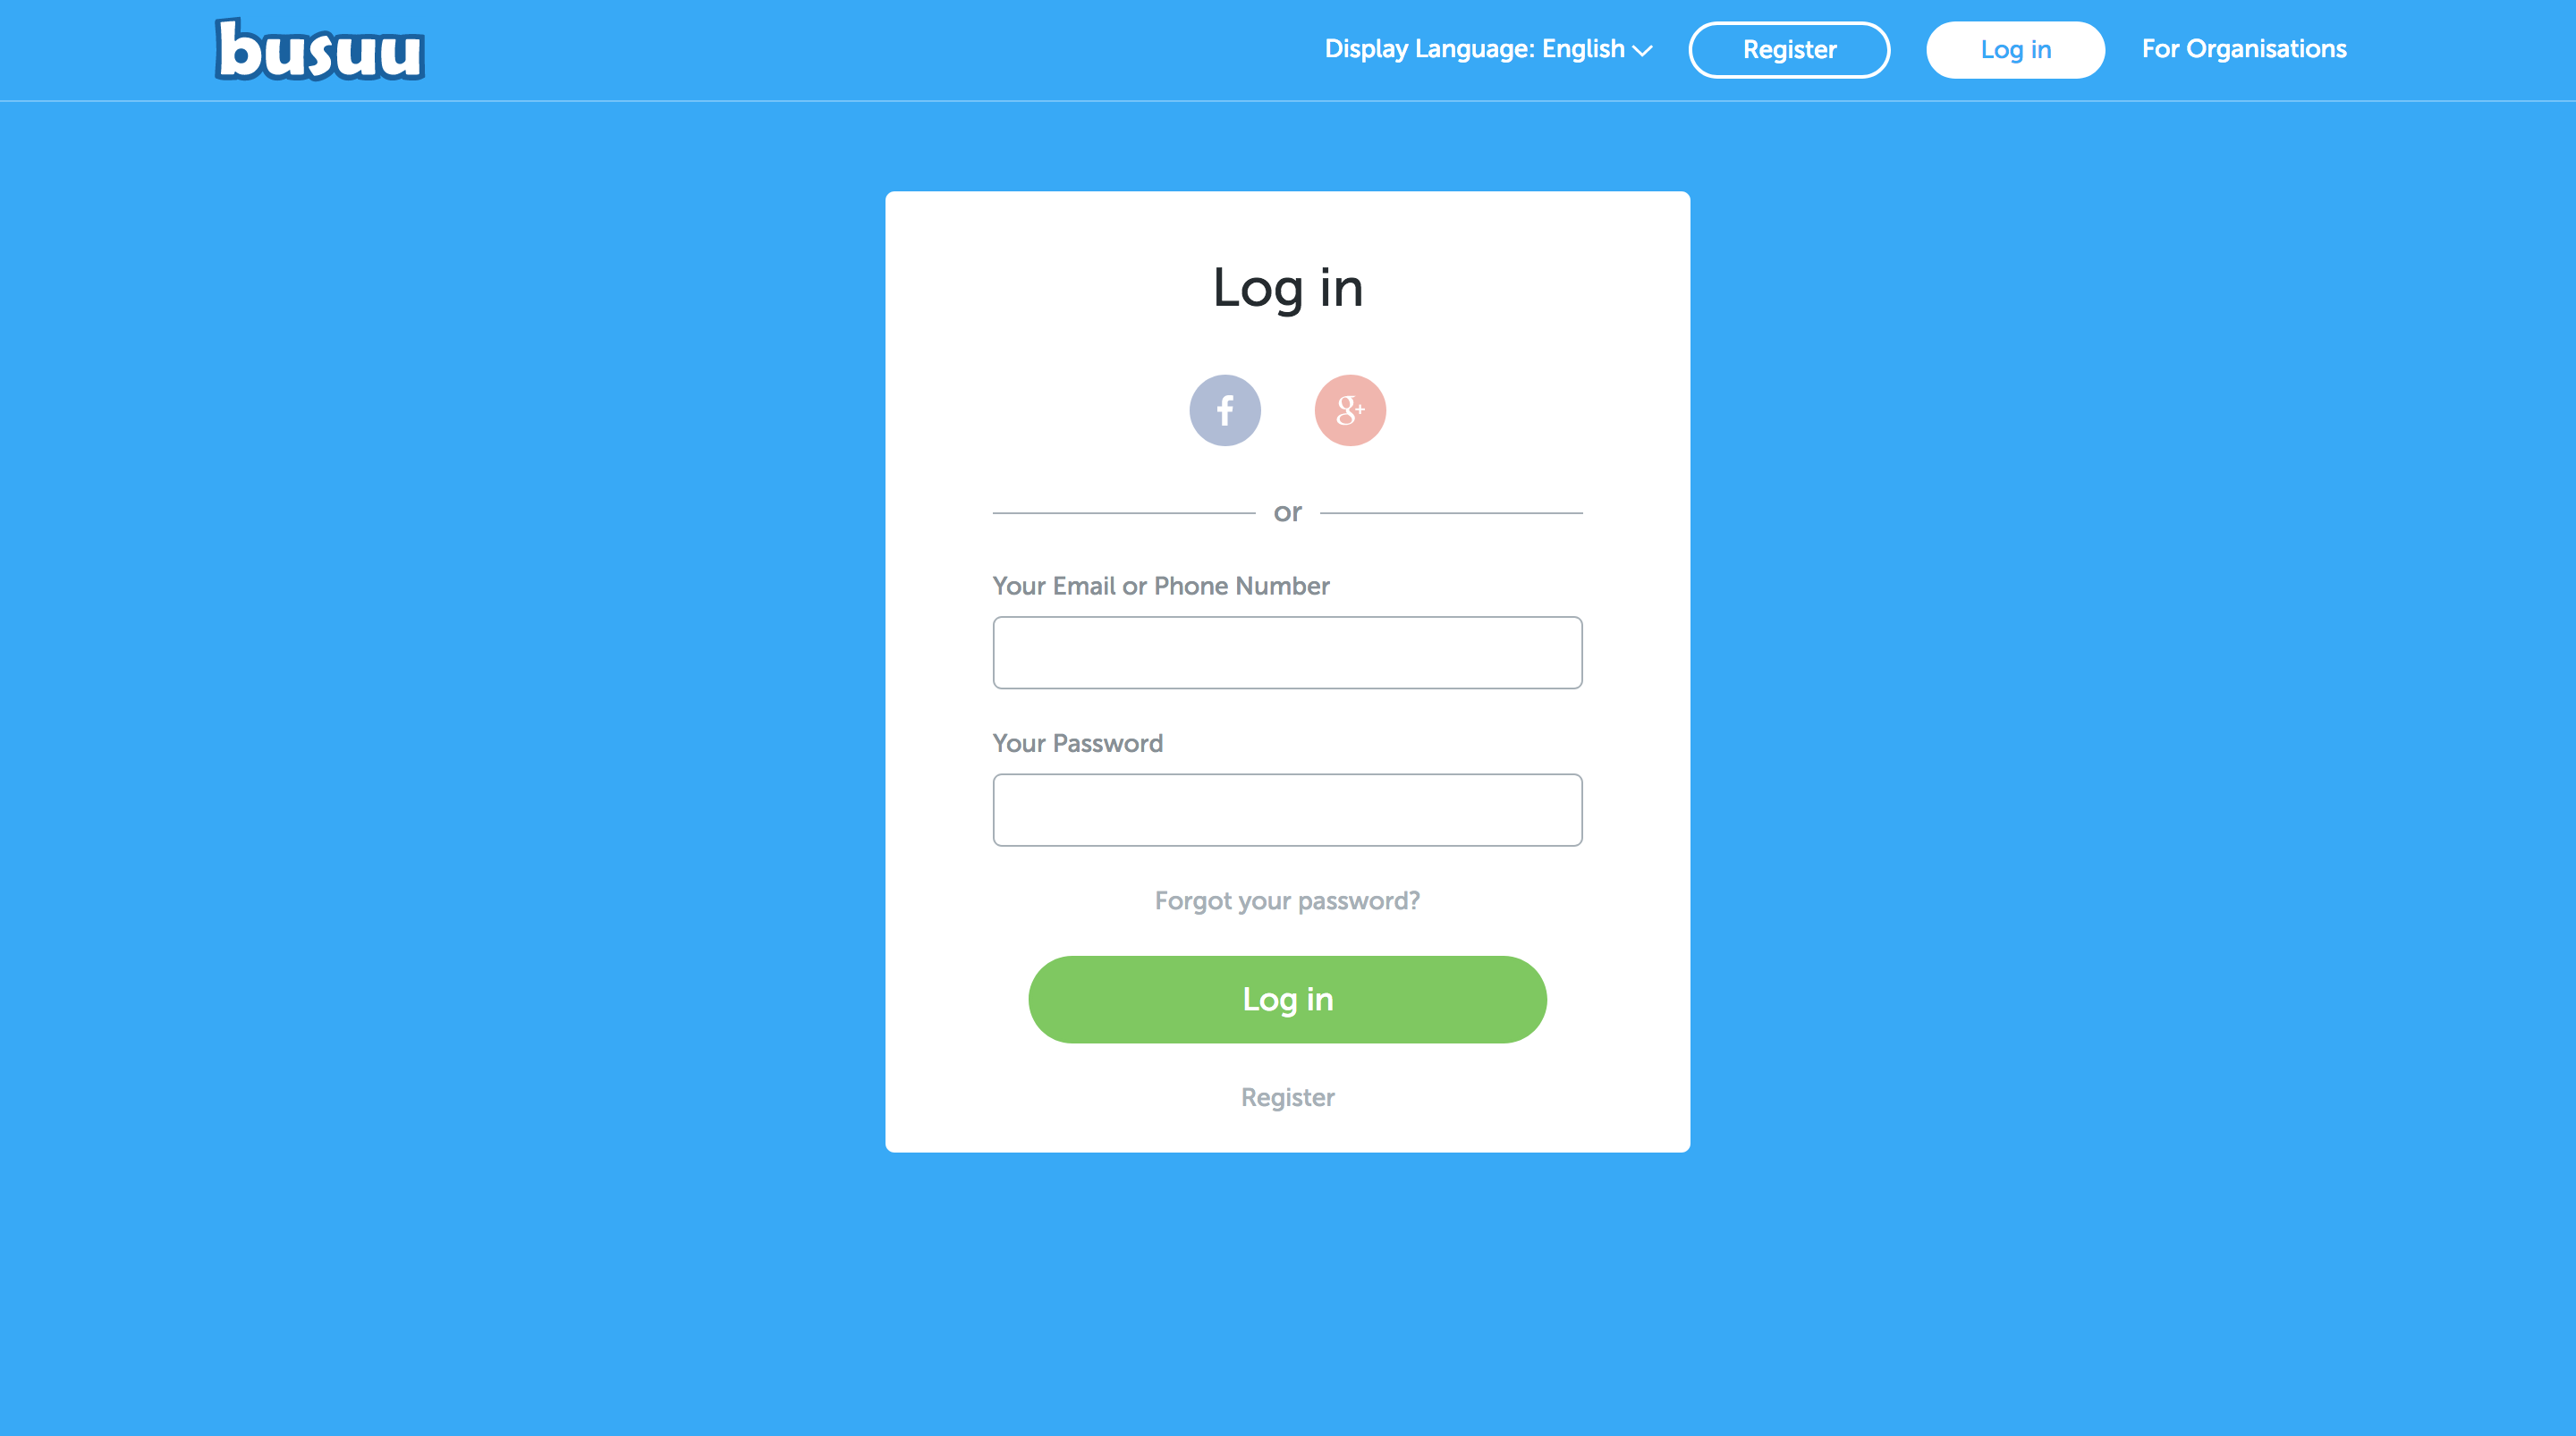 busuu
Display Language: English
Register
Log in
For Organisations
Log in
f
g+
or
Your Email or Phone Number
Your Password
Forgot your password?
Log in
Register